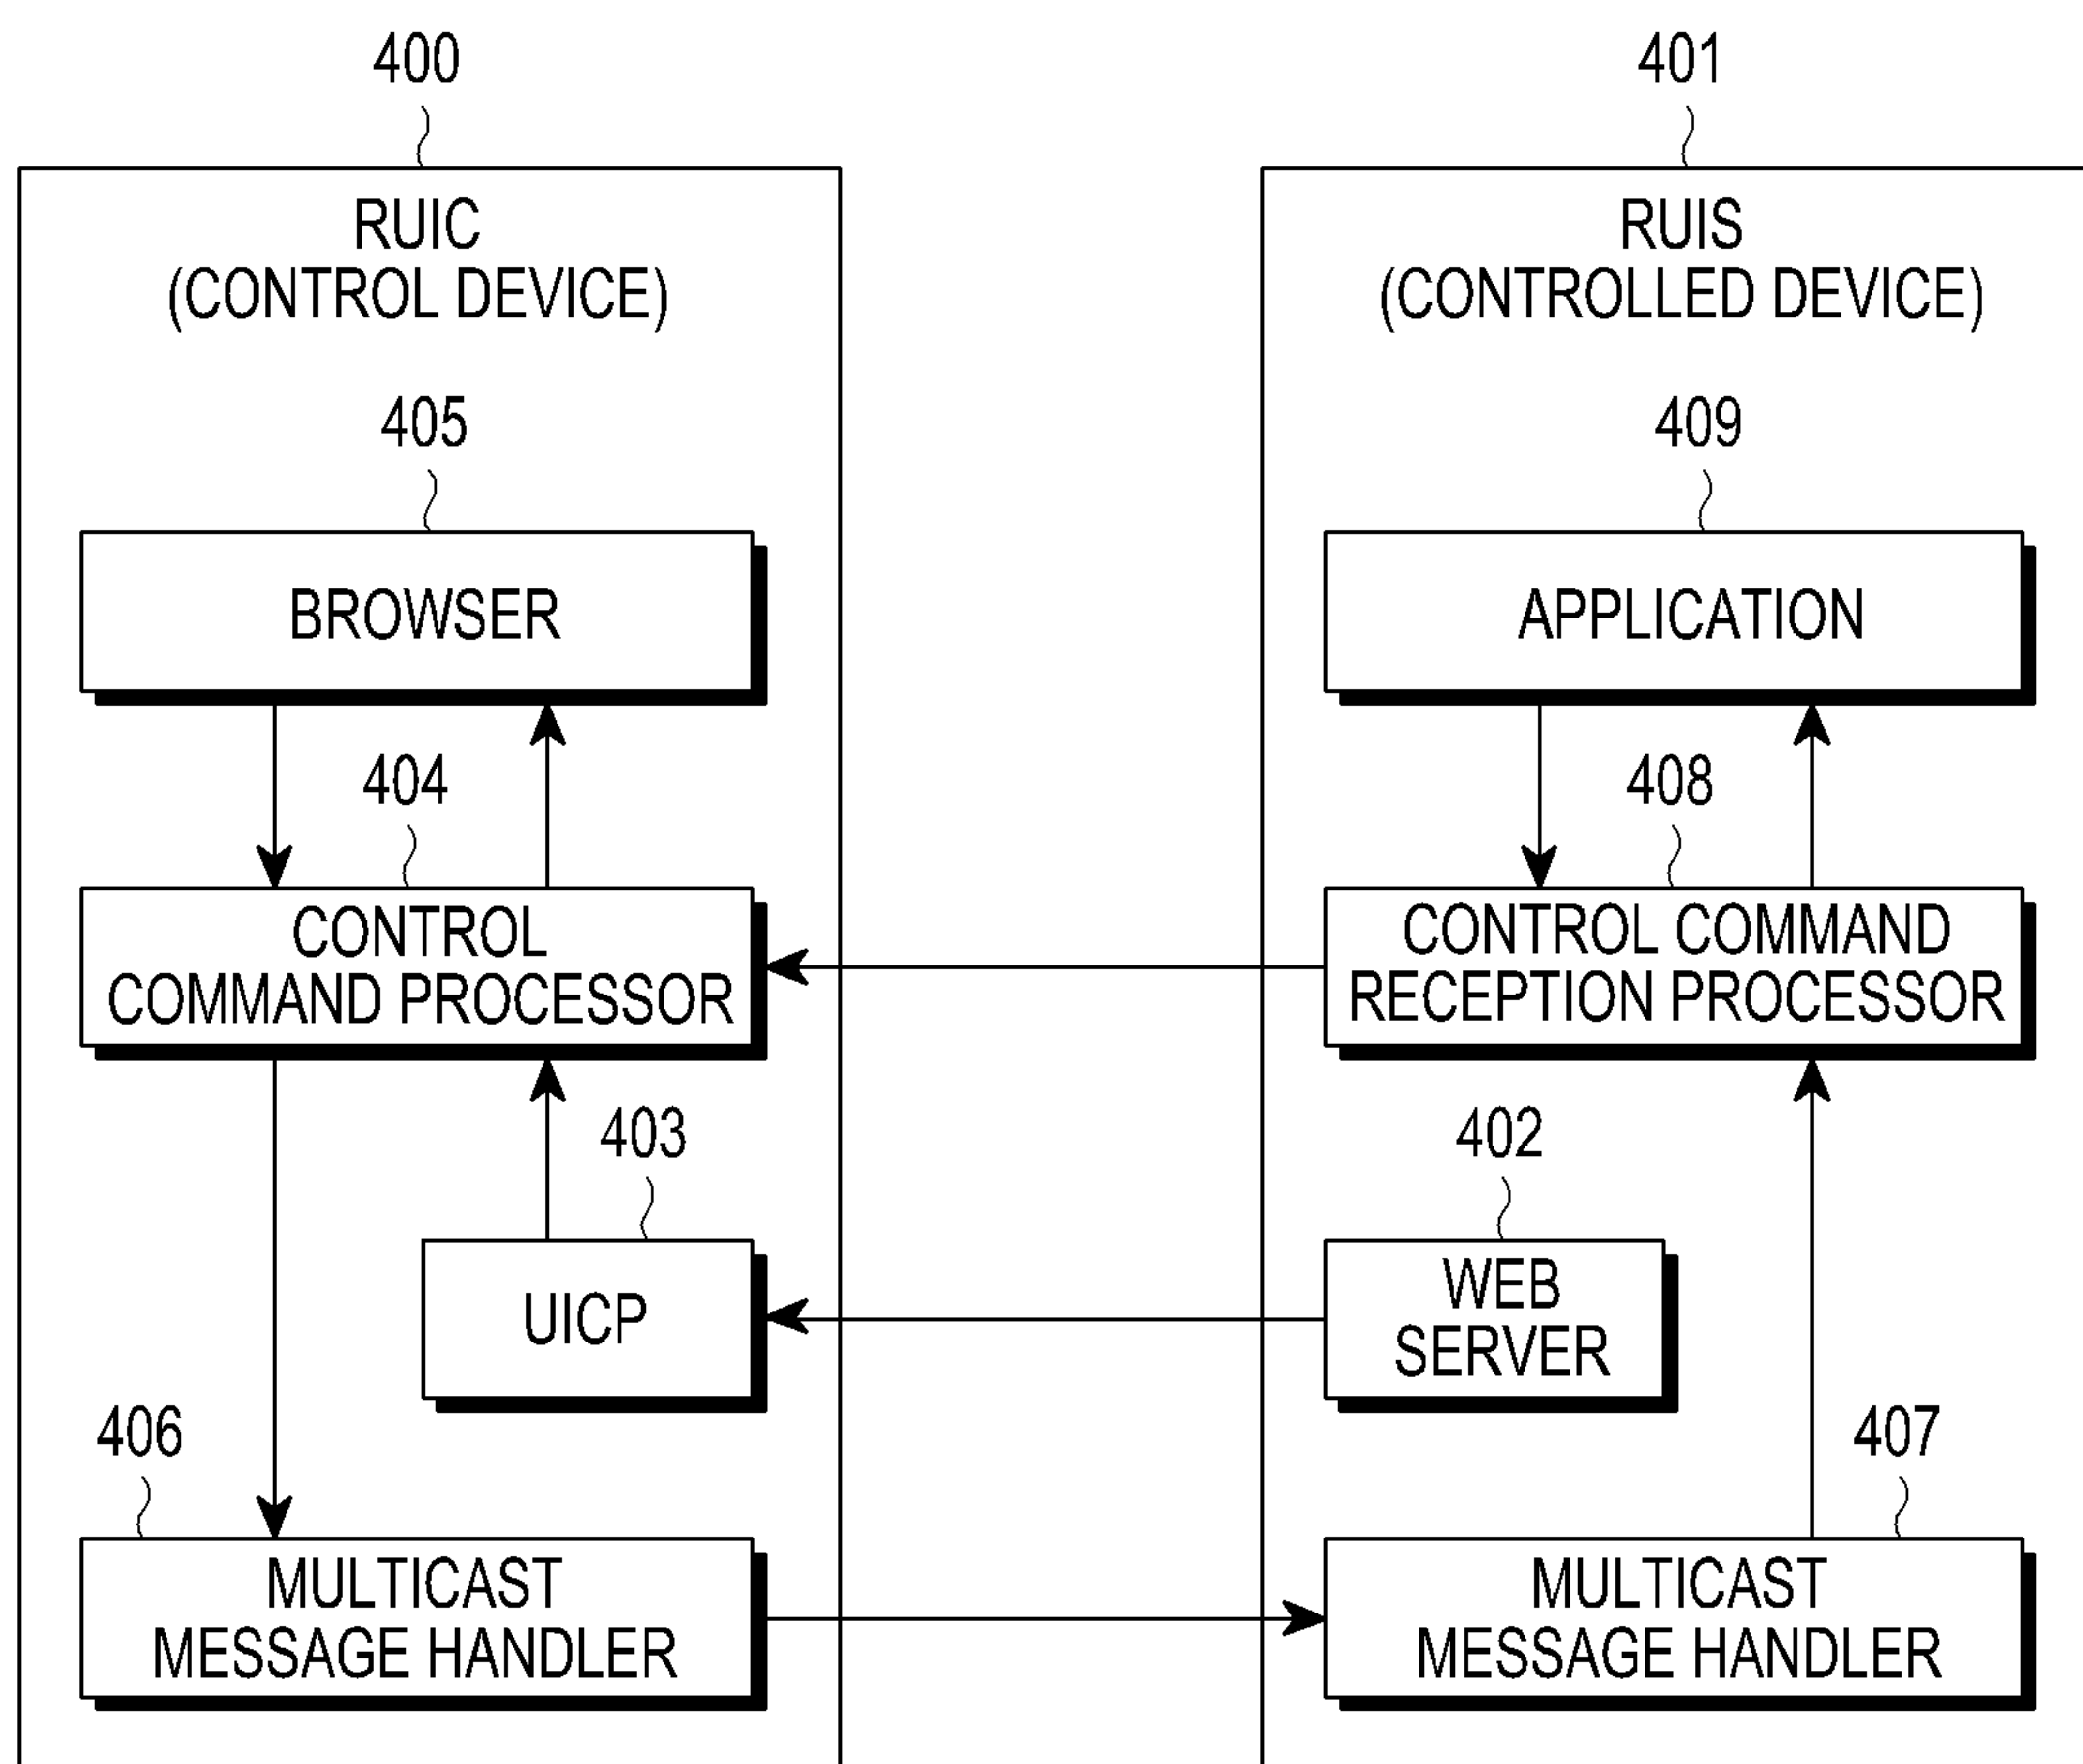 400
RUIC
(CONTROL DEVICE)
405
BROWSER
404
CONTROL
COMMAND PROCESSOR
403
UICP
406
MULTICAST
MESSAGE HANDLER
401
RUIS
(CONTROLLED DEVICE)
409
APPLICATION
408
CONTROL COMMAND
RECEPTION PROCESSOR
402
WEB
SERVER
407
MULTICAST
MESSAGE HANDLER